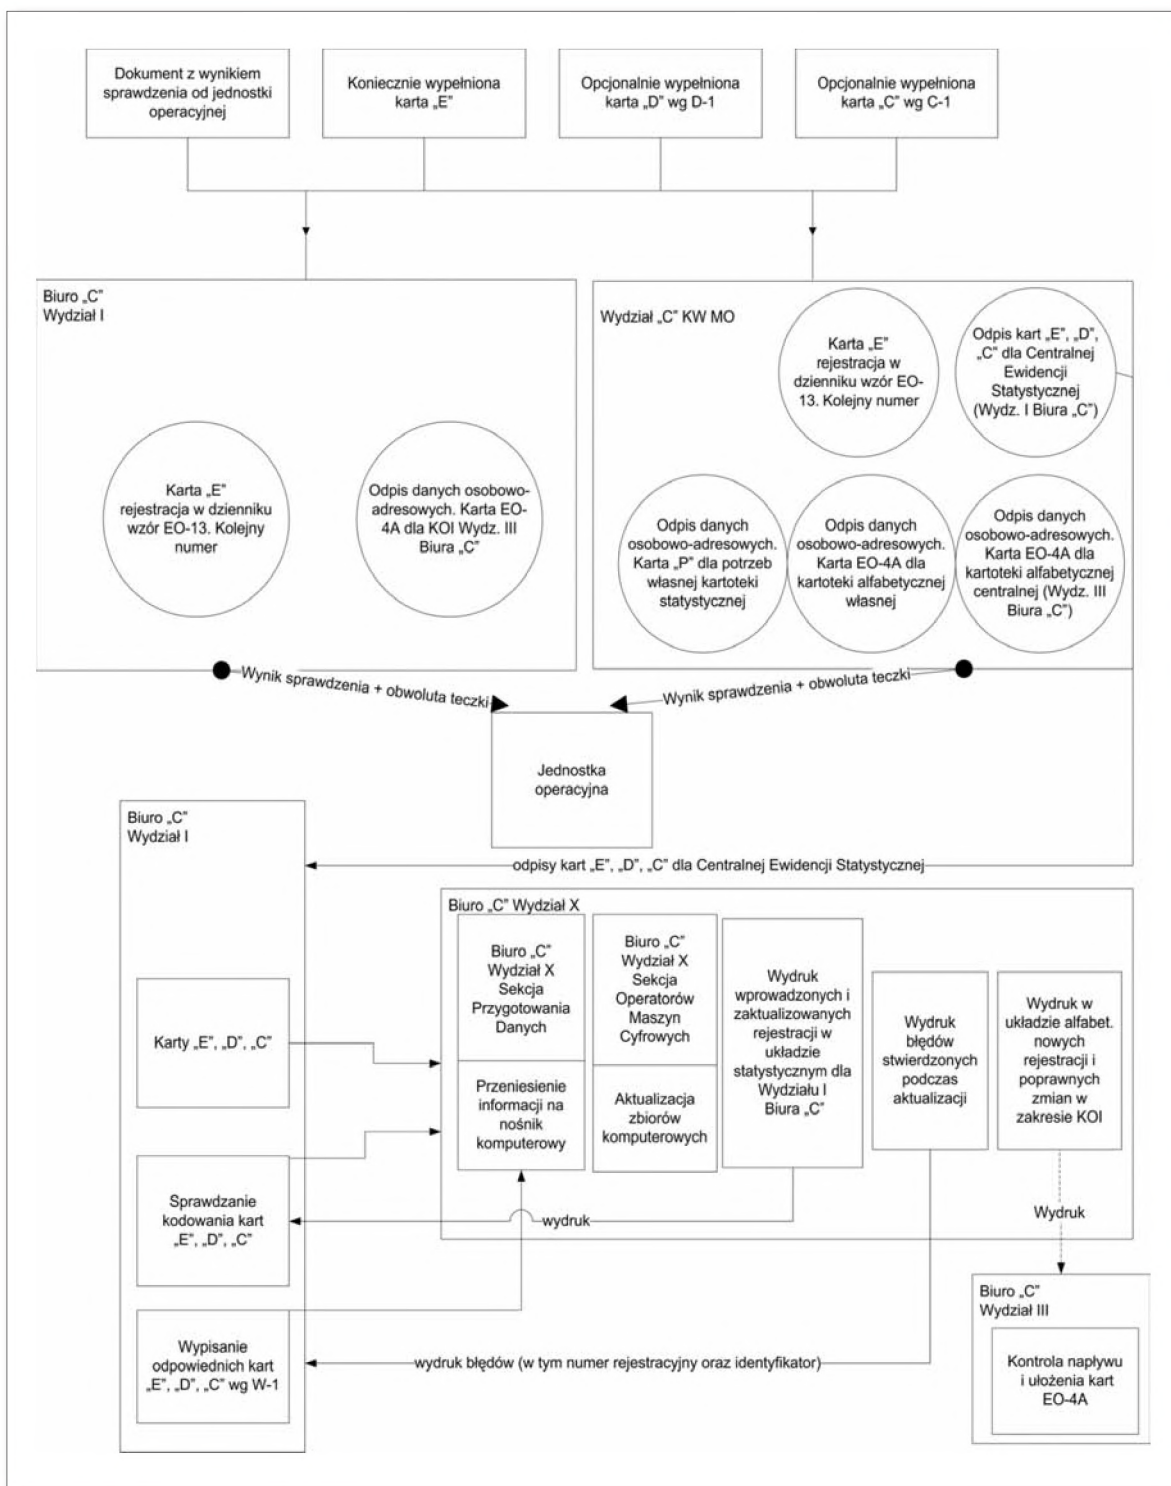 Dokument z wynikiem
sprawdzenia od jednostki
operacyjnej
Koniecznie wypełniona
karta „E”
Opcjonalnie wypełniona
karta „D” wg D-1
Opcjonalnie wypełniona
karta „C” wg C-1
Biuro „C”
Wydział I
Karta „E”
rejestracja w dzienniku
wzór EO-13. Kolejny
numer
Odpis danych osobowo-
adresowych. Karta EO-
4A dla KOI Wydz. III
Biura „C”
Wydział „C” KW MO
Karta „E”
rejestracja w
dzienniku wzór EO-
13. Kolejny numer
Odpis kart „E”, „D”,
„C” dla Centralnej
Ewidencji
Statystycznej
(Wydz. I Biura „C”)
Odpis danych
osobowo-adresowych.
Karta „P” dla potrzeb
własnej kartoteki
statystycznej
Odpis danych
osobowo-adresowych.
Karta EO-4A dla
kartoteki alfabetycznej
własnej
Odpis danych
osobowo-adresowych.
Karta EO-4A dla
kartoteki alfabetycznej
centralnej (Wydz. III
Biura „C”)
Wynik sprawdzenia + obwoluta teczki
Wynik sprawdzenia + obwoluta teczki
Jednostka
operacyjna
Biuro „C”
Wydział I
odpisy kart „E”, „D”, „C” dla Centralnej Ewidencji Statystycznej
Karty „E”, „D”, „C”
Sprawdzanie
kodowania kart
„E”, „D”, „C”
Wypisanie
odpowiednich kart
„E”, „D”, „C” wg W-1
Biuro „C” Wydział X
Biuro „C”
Wydział X
Sekcja
Przygotowania
Danych
Przeniesienie
informacji na
nośnik
komputerowy
Biuro „C”
Wydział X
Sekcja
Operatorów
Maszyn
Cyfrowych
Aktualizacja
zbiorów
komputerowych
Wydruk
wprowadzonych i
zaktualizowanych
rejestracji w
układzie
statystycznym dla
Wydziału I
Biura „C”
Wydruk
błędów
stwierdzonych
podczas
aktualizacji
Wydruk w
układzie alfabet.
nowych
rejestracji i
poprawnych
zmian w
zakresie KOI
wydruk
Wydruk
wydruk błędów (w tym numer rejestracyjny oraz identyfikator)
Biuro „C”
Wydział III
Kontrola napływu
i ułożenia kart
EO-4A